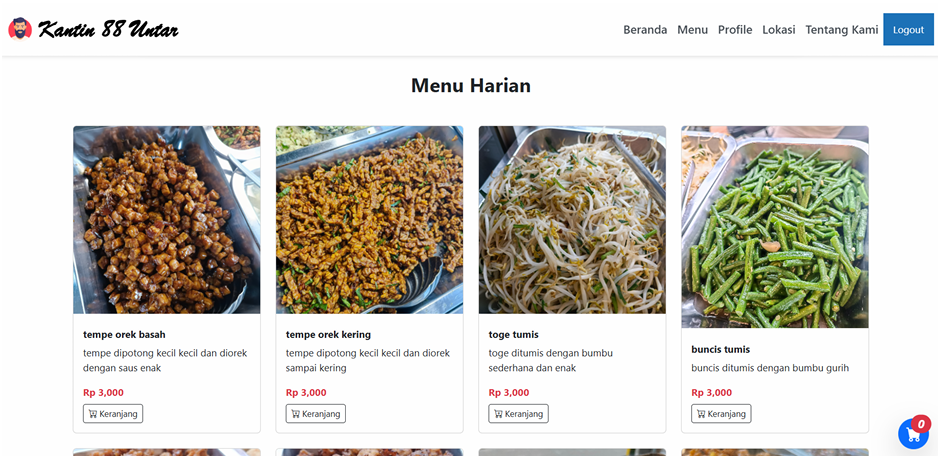 Kantin 88 Untar
Beranda Menu Profile Lokasi Tentang Kami Logout
Menu Harian
tempe orek basah
tempe dipotong kecil kecil dan diorek
dengan saus enak
Rp 3,000
Keranjang
tempe orek kering
tempe dipotong kecil kecil dan diorek
sampai kering
Rp 3,000
Keranjang
toge tumis
toge ditumis dengan bumbu
sederhana dan enak
Rp 3,000
Keranjang
buncis tumis
buncis ditumis dengan bumbu gurih
Rp 3,000
Keranjang
0